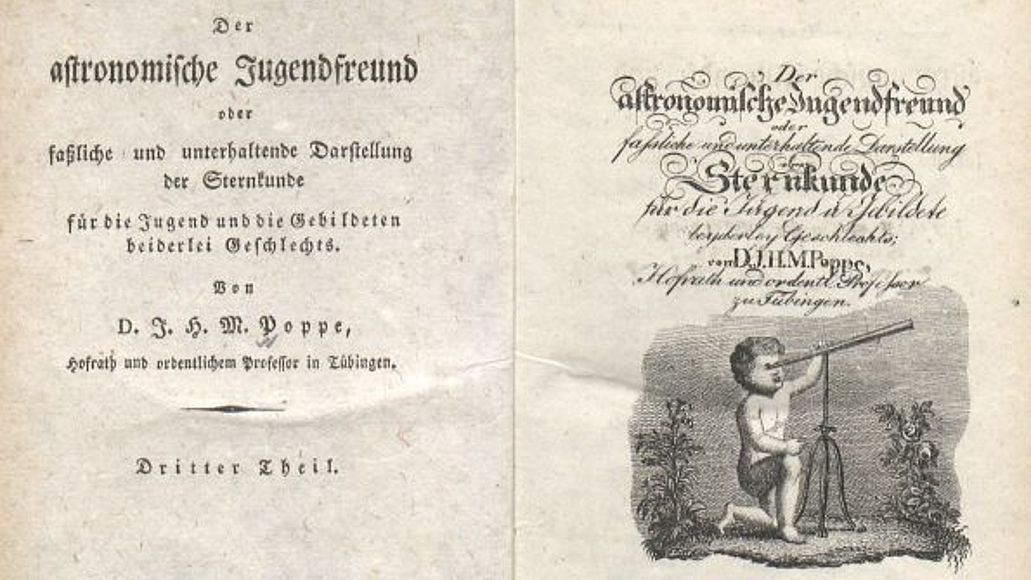 Der
astronomische Jugendfreund
oder
faßliche und unterhaltende Darstellung
der Sternkunde
für die Jugend und die Gebildeten
beiderlei Geschlechts.
Von
D. J. H. M. Poppe,
Hofrath und ordentlichem Professor in Tübingen.
Dritter Theil.
Der
astronomische Jugendfreund
oder
fassliche und unterhaltende Darstellung
der
Sternkunde
für die Jugend u. Gebildete
beyderley Geschlechts;
von D. J. H. M. Poppe,
Hofrath und ordentl. Professor
zu Tübingen.